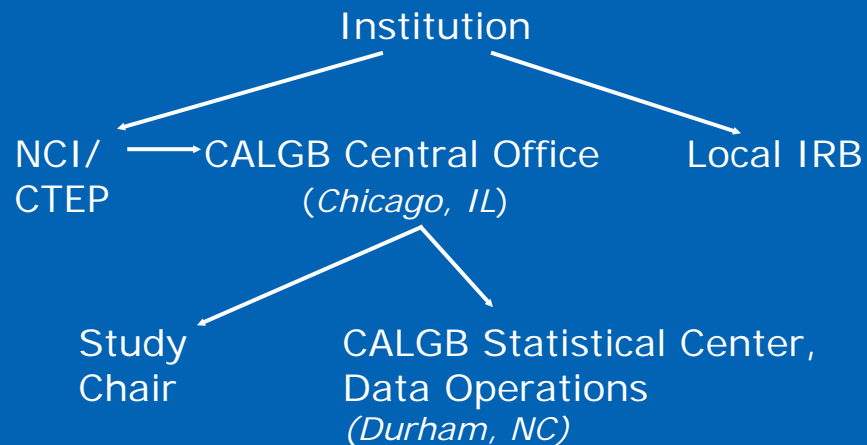 Institution
NCI/
CTEP
CALGB Central Office
(Chicago, IL)
Local IRB
Study
Chair
CALGB Statistical Center,
Data Operations
(Durham, NC)